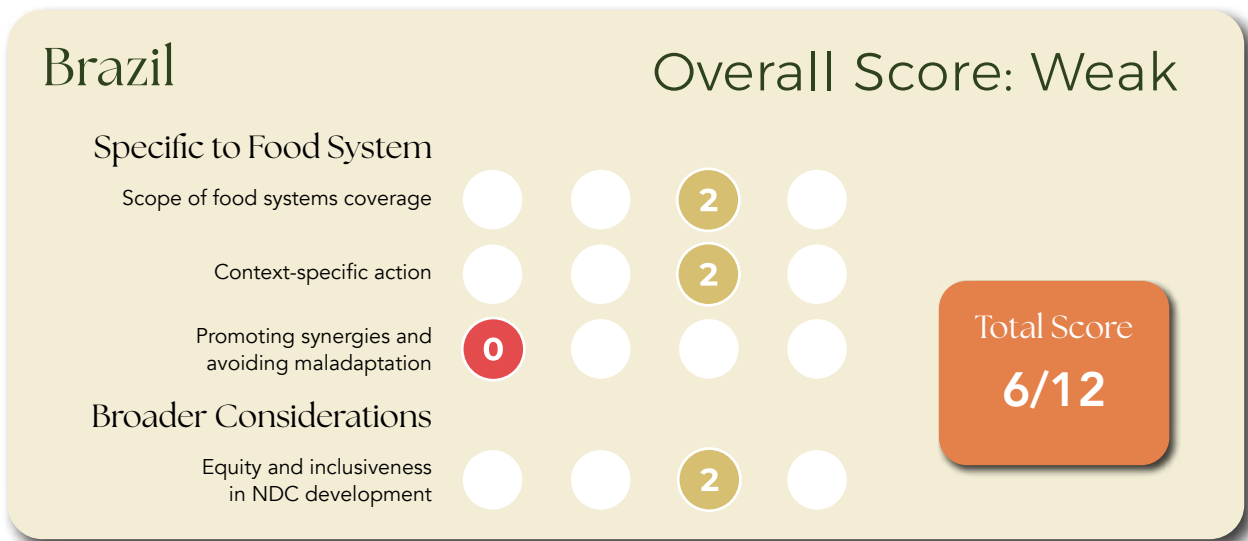 Brazil
Overall Score: Weak
Specific to Food System
Scope of food systems coverage
2
Context-specific action
2
Promoting synergies and
avoiding maladaptation
0
Broader Considerations
Equity and inclusiveness
in NDC development
2
Total Score
6/12